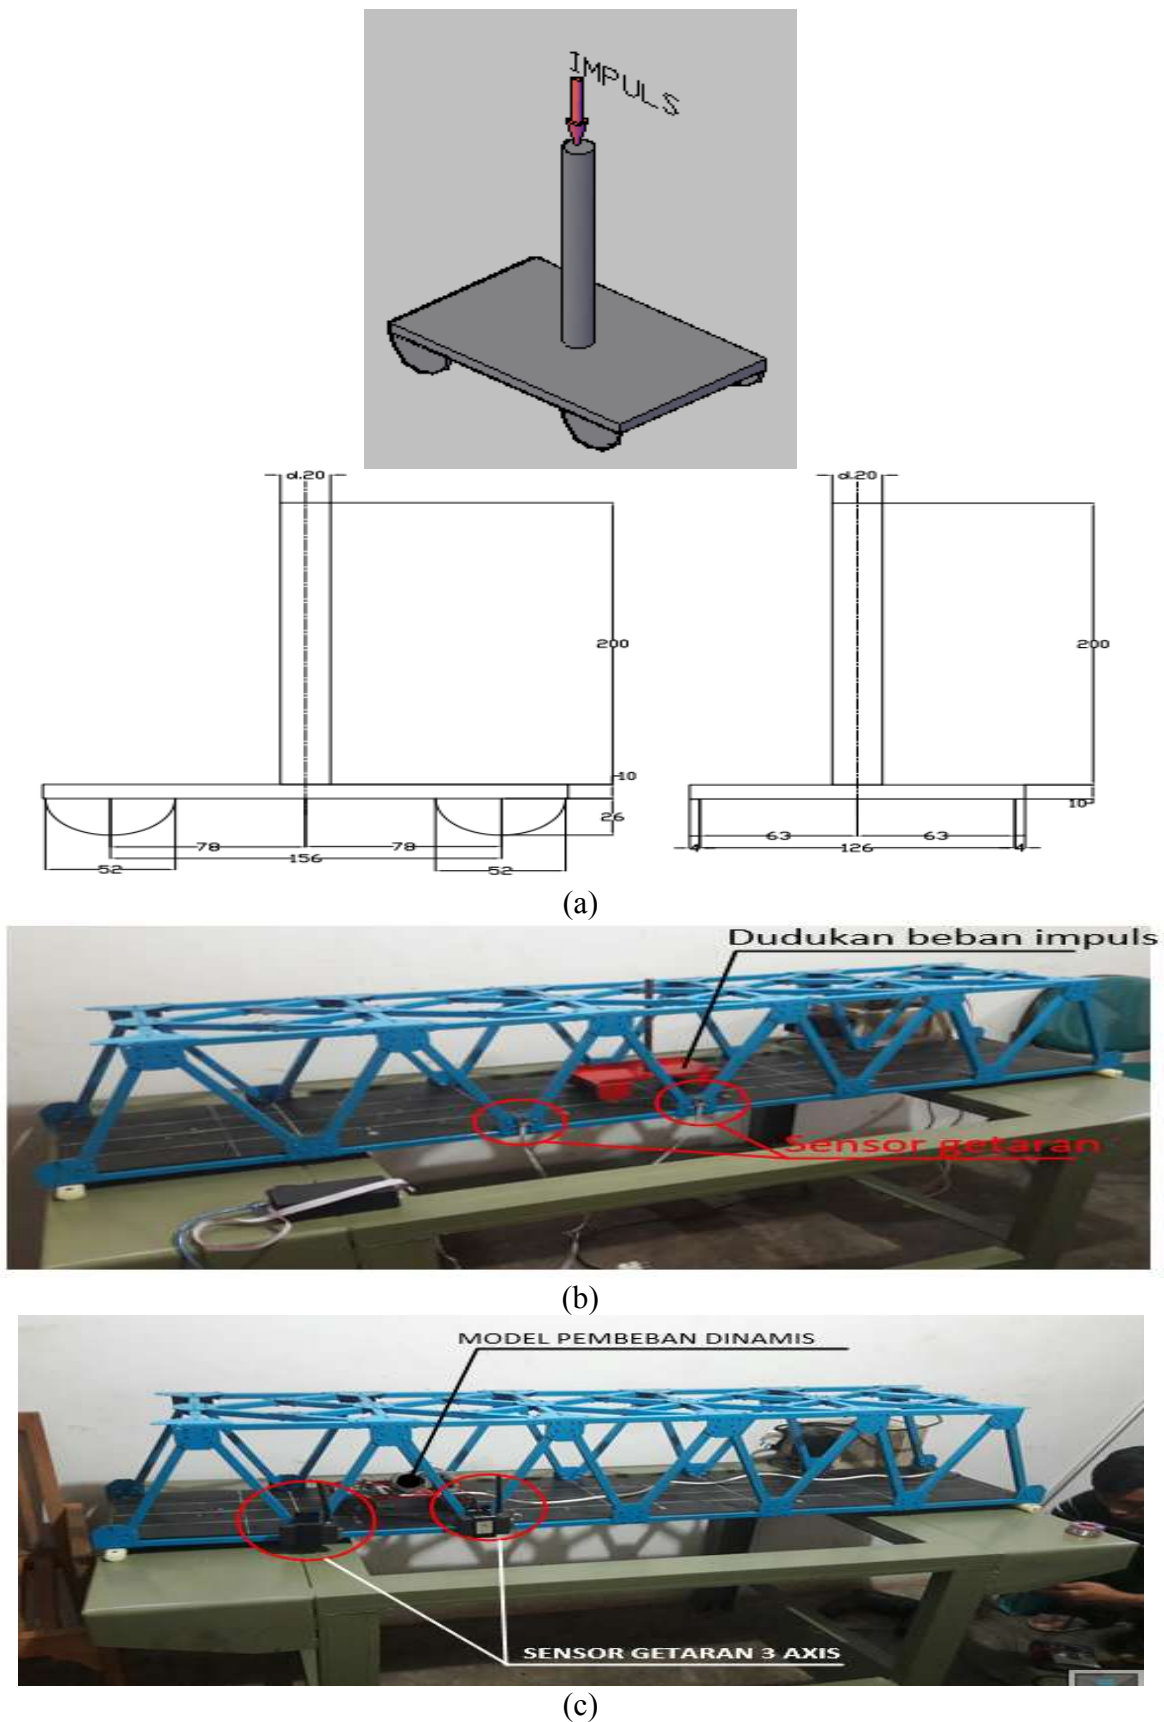 IMPULS
d.20
d.20
200
200
10
26
10
78
78
156
52
52
63
63
4
126
4
(a)
Dudukan beban impuls
Sensor getaran
(b)
MODEL PEMBEBAN DINAMIS
SENSOR GETARAN 3 AXIS
(c)